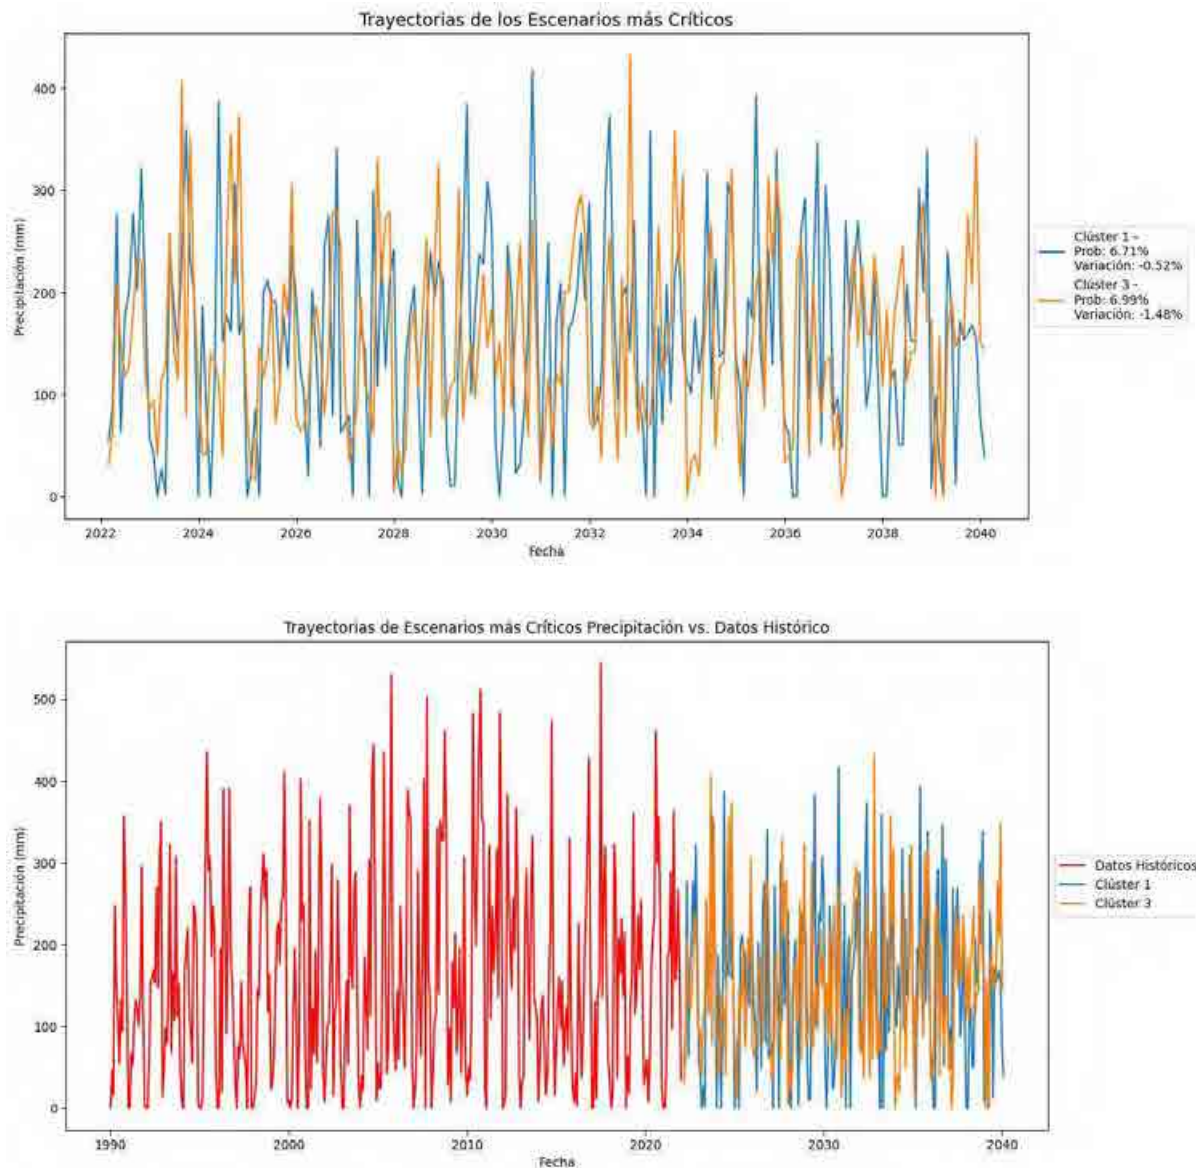 Trayectorias de los Escenarios más Críticos
Precipitación (mm)
400
300
200
100
0
2022 2024 2026 2028 2030 2032 2034 2036 2038 2040
Fecha
Clúster 1 -
Prob: 6.71%
Variación: -0.52%
Clúster 3 -
Prob: 6.99%
Variación: -1.48%
Trayectorias de Escenarios más Críticos Precipitación vs. Datos Histórico
Precipitación (mm)
500
400
300
200
100
0
1990 2000 2010 2020 2030 2040
Fecha
Datos Históricos
Clúster 1
Clúster 3